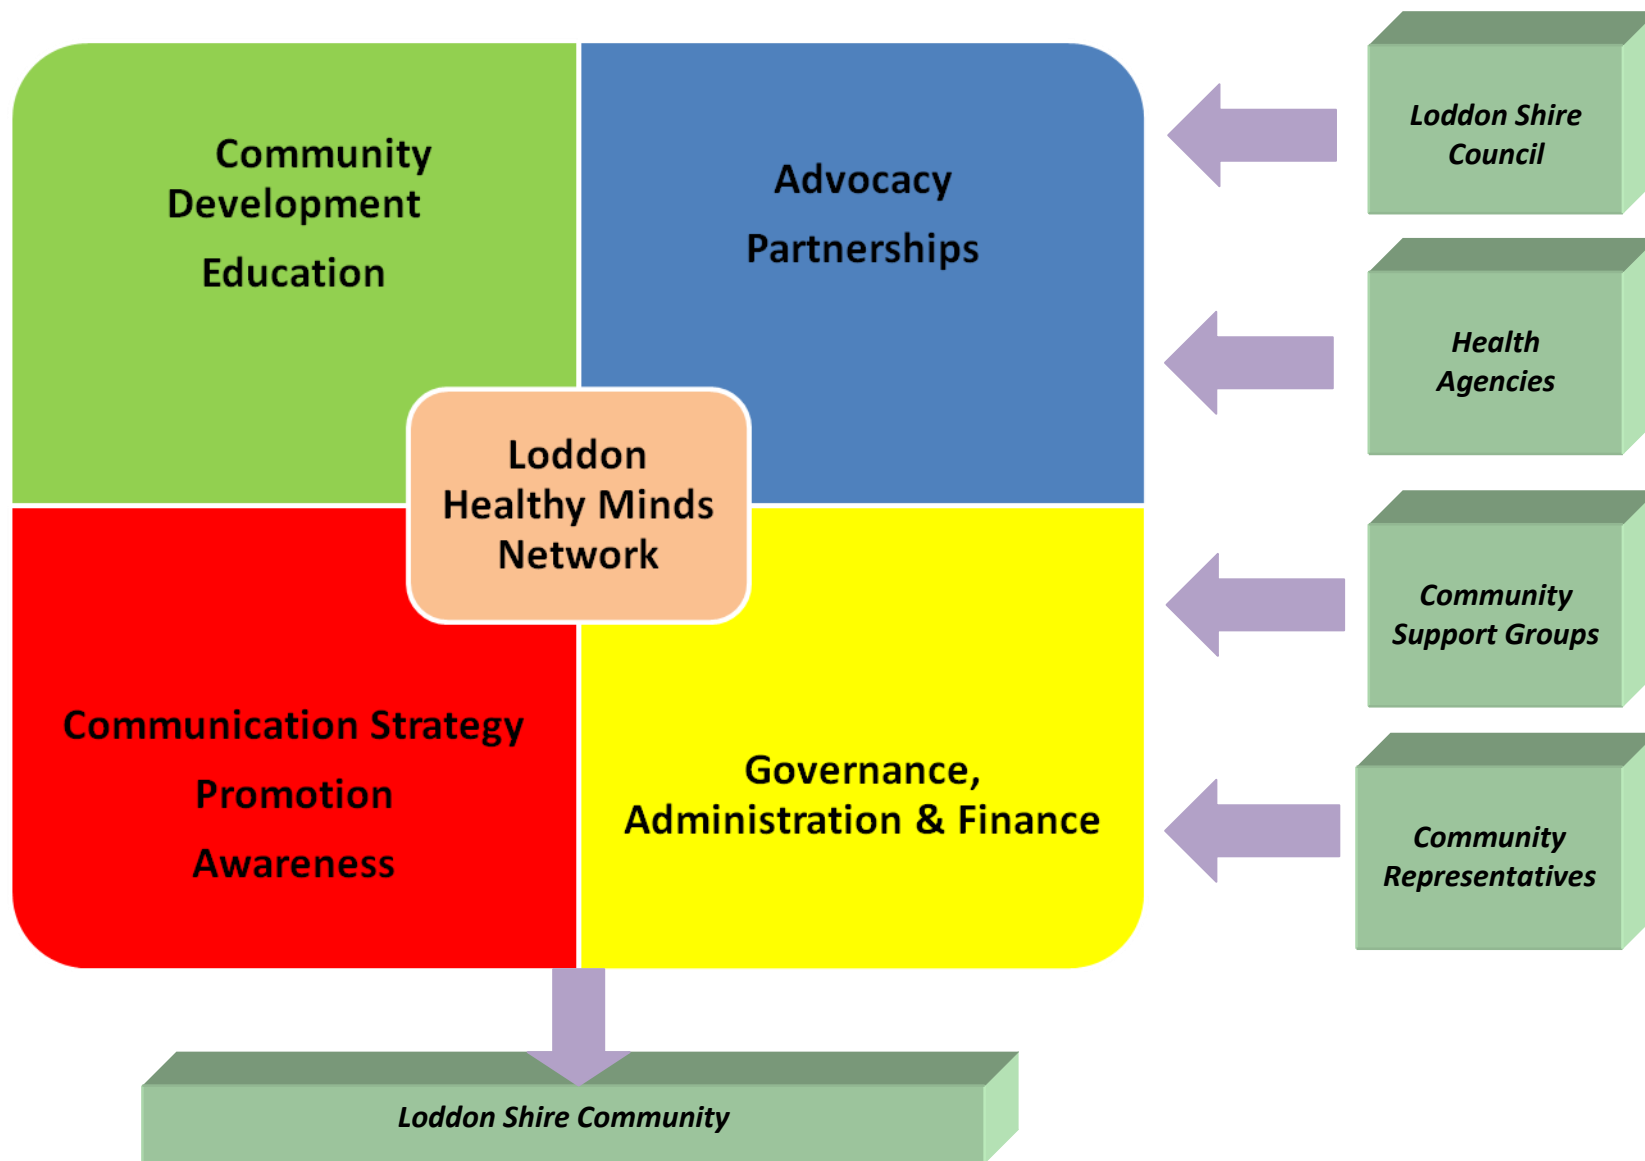 Community
Development
Education
Advocacy
Partnerships
Loddon
Healthy Minds
Network
Communication Strategy
Promotion
Awareness
Governance,
Administration & Finance
Loddon Shire
Council
Health
Agencies
Community
Support Groups
Community
Representatives
Loddon Shire Community